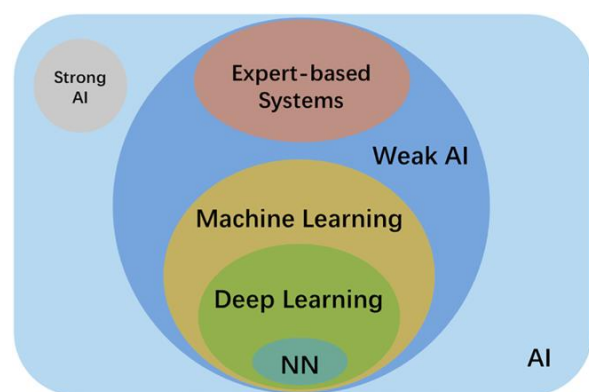 Strong
AI
Expert-based
Systems
Weak AI
Machine Learning
Deep Learning
NN
AI